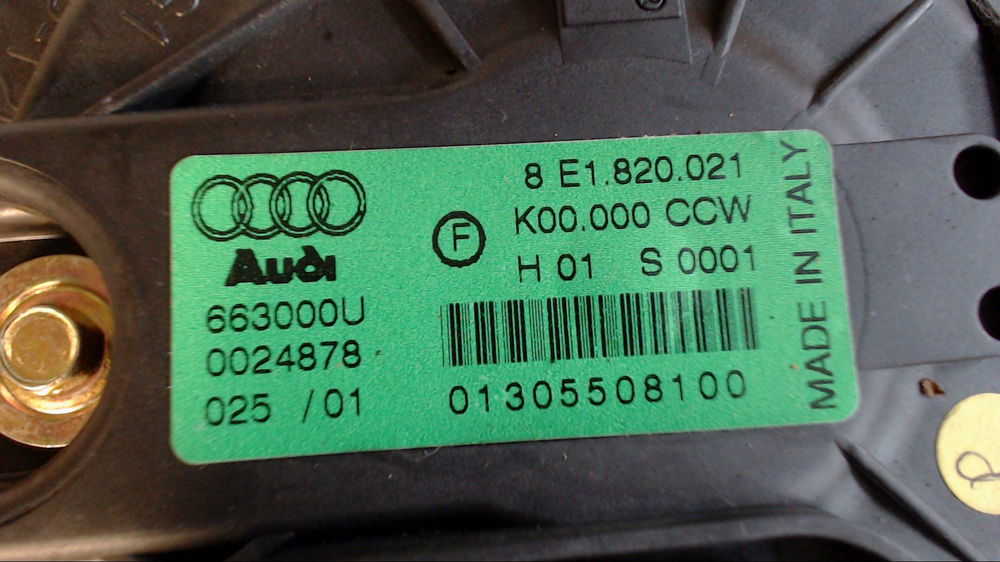 Audi
663000U
0024878
025 /01
F
8 E1.820.021
K00.000 CCW
H 01 S 0001
01305508100
MADE IN ITALY